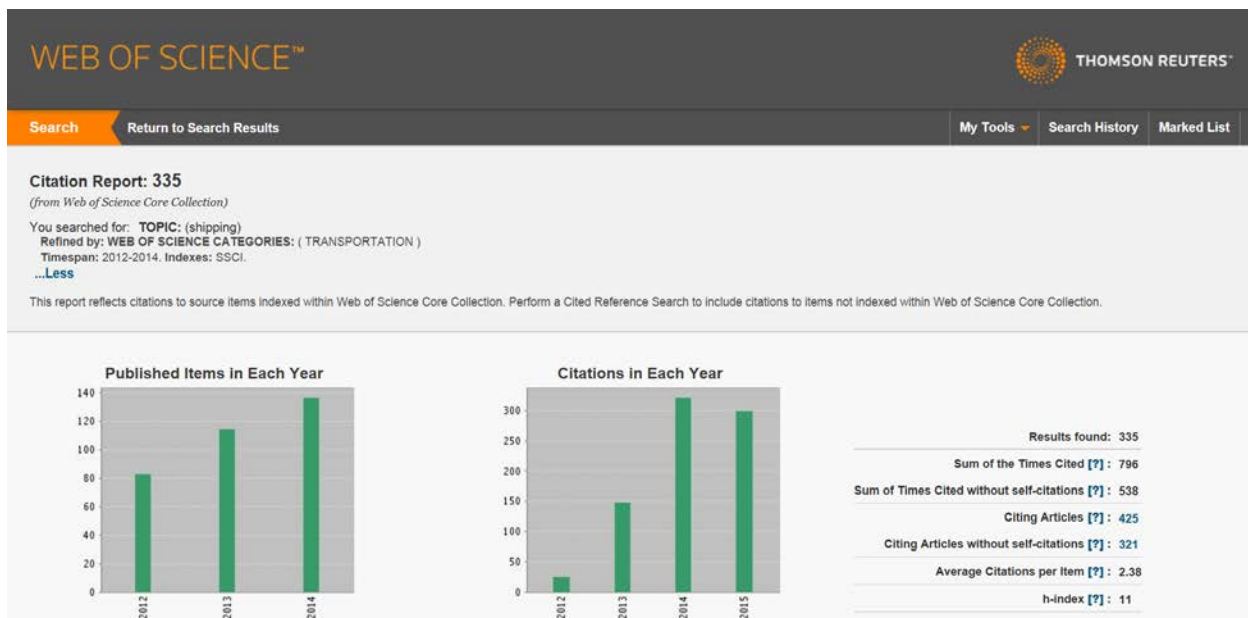 WEB OF SCIENCE™
THOMSON REUTERS™
Search
Return to Search Results
My Tools
Search History
Marked List
Citation Report: 335
(from Web of Science Core Collection)
You searched for: TOPIC: (shipping)
Refined by: WEB OF SCIENCE CATEGORIES: ( TRANSPORTATION )
Timespan: 2012-2014. Indexes: SSCI.
...Less
This report reflects citations to source items indexed within Web of Science Core Collection. Perform a Cited Reference Search to include citations to items not indexed within Web of Science Core Collection.
Published Items in Each Year
140
120
100
80
60
40
20
0
2012
2013
2014
Citations in Each Year
300
250
200
150
100
50
0
2012
2013
2014
2015
Results found: 335
Sum of the Times Cited [?] : 796
Sum of Times Cited without self-citations [?] : 538
Citing Articles [?] : 425
Citing Articles without self-citations [?] : 321
Average Citations per Item [?] : 2.38
h-index [?] : 11